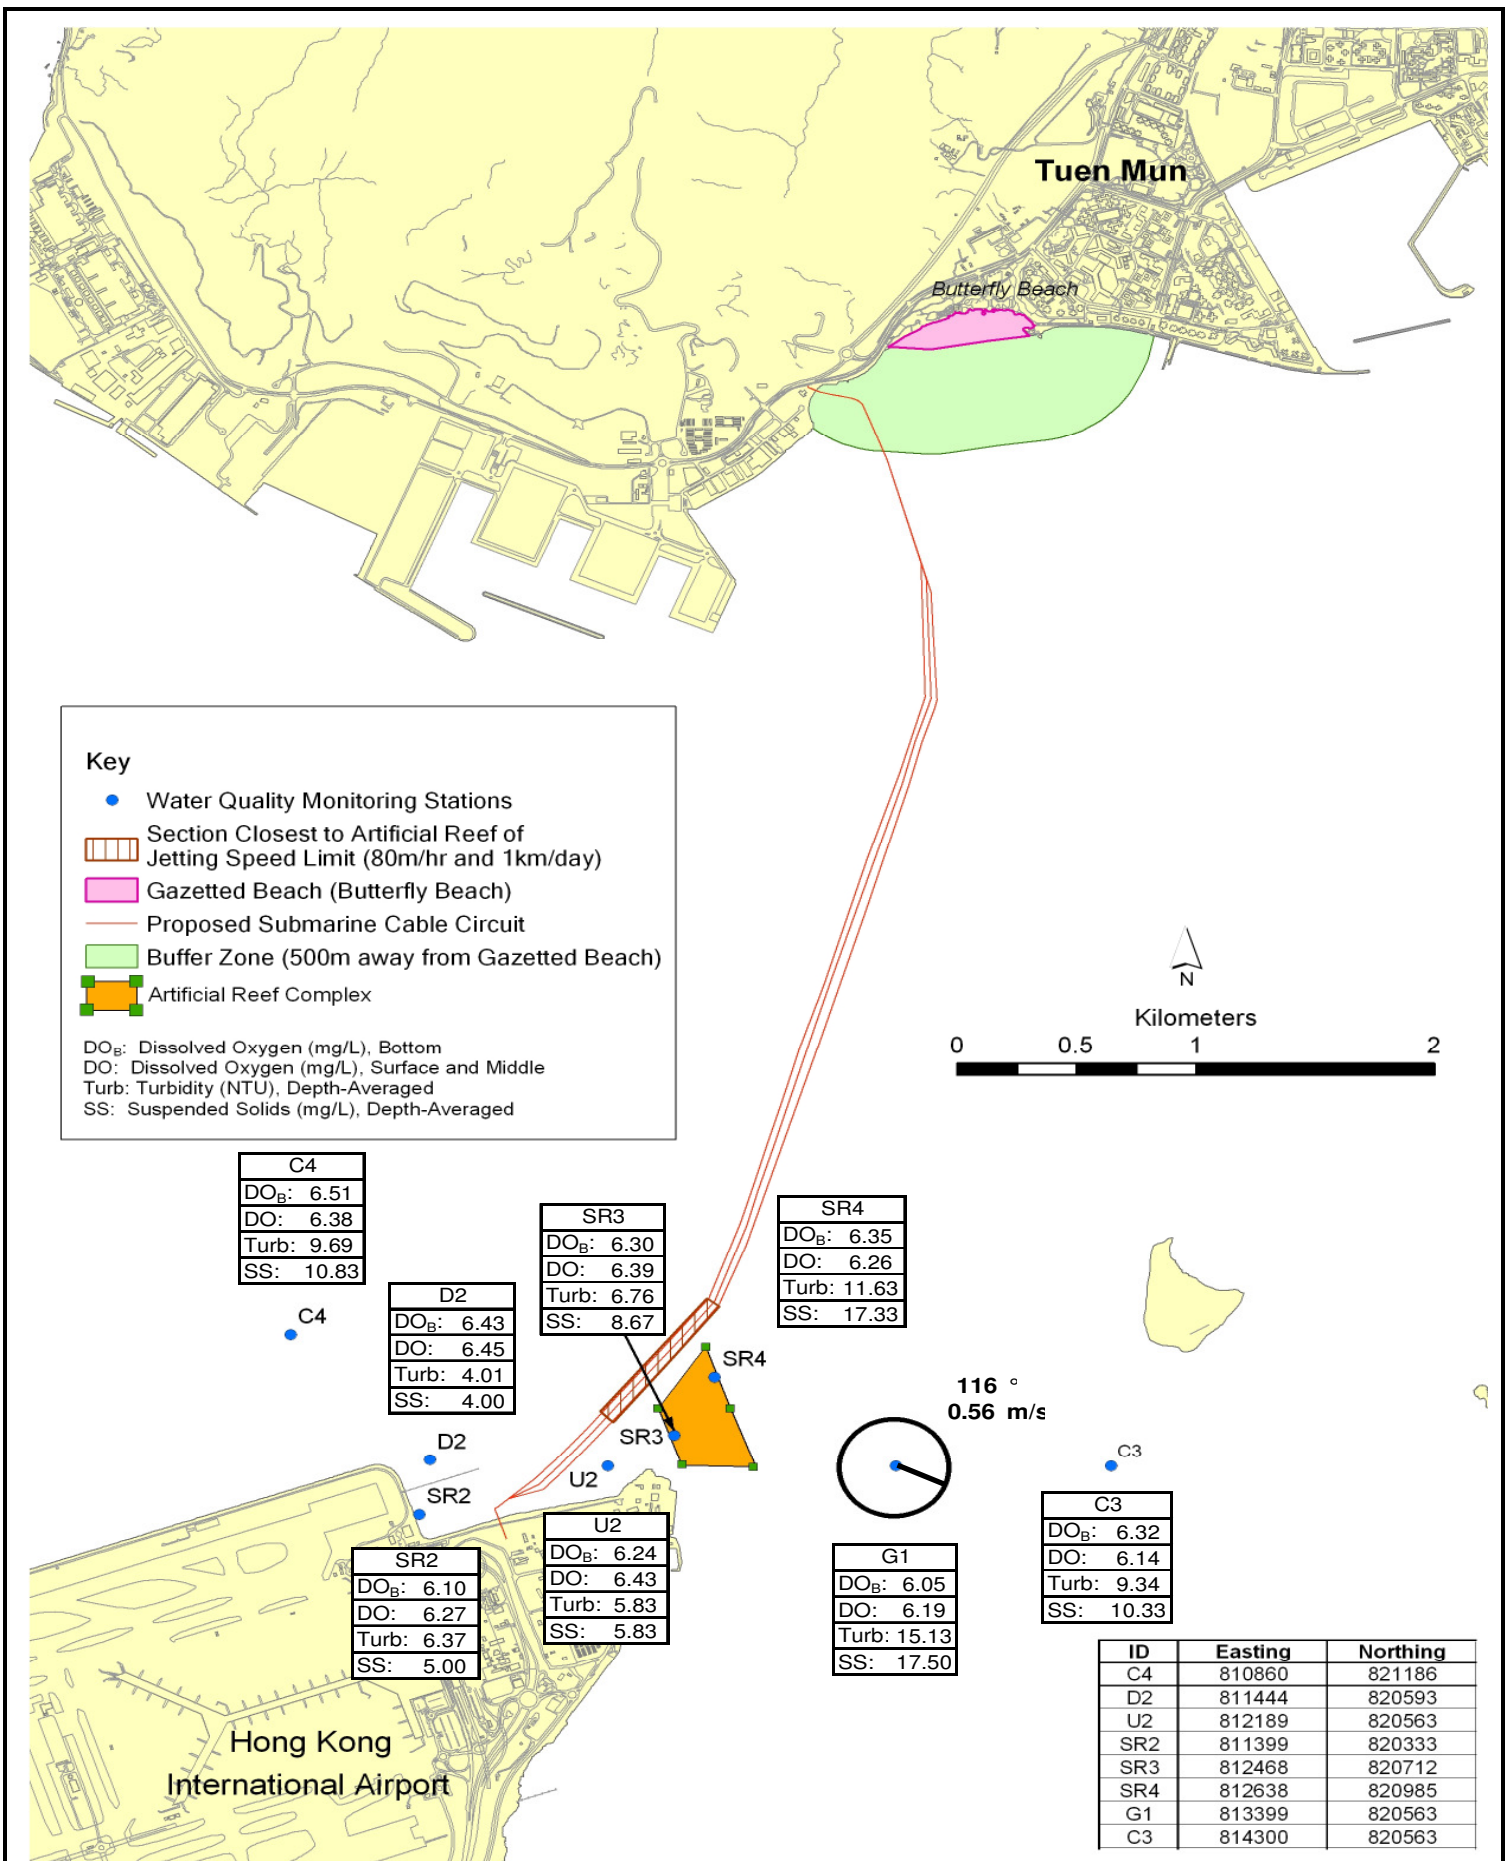 Tuen Mun
Butterfly Beach
Key
Water Quality Monitoring Stations
Section Closest to Artificial Reef of
Jetting Speed Limit (80m/hr and 1km/day)
Gazetted Beach (Butterfly Beach)
Proposed Submarine Cable Circuit
Buffer Zone (500m away from Gazetted Beach)
Artificial Reef Complex
DOB: Dissolved Oxygen (mg/L), Bottom
DO: Dissolved Oxygen (mg/L), Surface and Middle
Turb: Turbidity (NTU), Depth-Averaged
SS: Suspended Solids (mg/L), Depth-Averaged
N
Kilometers
0 0.5 1 2
C4
DOB: 6.51
DO: 6.38
Turb: 9.69
SS: 10.83
C4
D2
DOB: 6.43
DO: 6.45
Turb: 4.01
SS: 4.00
D2
SR3
DOB: 6.30
DO: 6.39
Turb: 6.76
SS: 8.67
SR3
SR4
DOB: 6.35
DO: 6.26
Turb: 11.63
SS: 17.33
SR4
116 °
0.56 m/s
C3
U2
SR2
SR2
DOB: 6.10
DO: 6.27
Turb: 6.37
SS: 5.00
U2
DOB: 6.24
DO: 6.43
Turb: 5.83
SS: 5.83
G1
DOB: 6.05
DO: 6.19
Turb: 15.13
SS: 17.50
C3
DOB: 6.32
DO: 6.14
Turb: 9.34
SS: 10.33
Hong Kong
International Airport
ID Easting Northing
C4 810860 821186
D2 811444 820593
U2 812189 820563
SR2 811399 820333
SR3 812468 820712
SR4 812638 820985
G1 813399 820563
C3 814300 820563